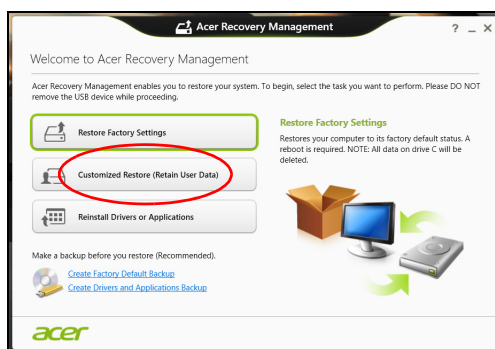 Acer Recovery Management
? _ X
Welcome to Acer Recovery Management
Acer Recovery Management enables you to restore your system. To begin, select the task you want to perform. Please DO NOT
remove the USB device while proceeding.
Restore Factory Settings
Customized Restore (Retain User Data)
Reinstall Drivers or Applications
Restore Factory Settings
Restores your computer to its factory default status. A
reboot is required. NOTE: All data on drive C will be
deleted.
Make a backup before you restore (Recommended).
Create Factory Default Backup
Create Drivers and Applications Backup
acer